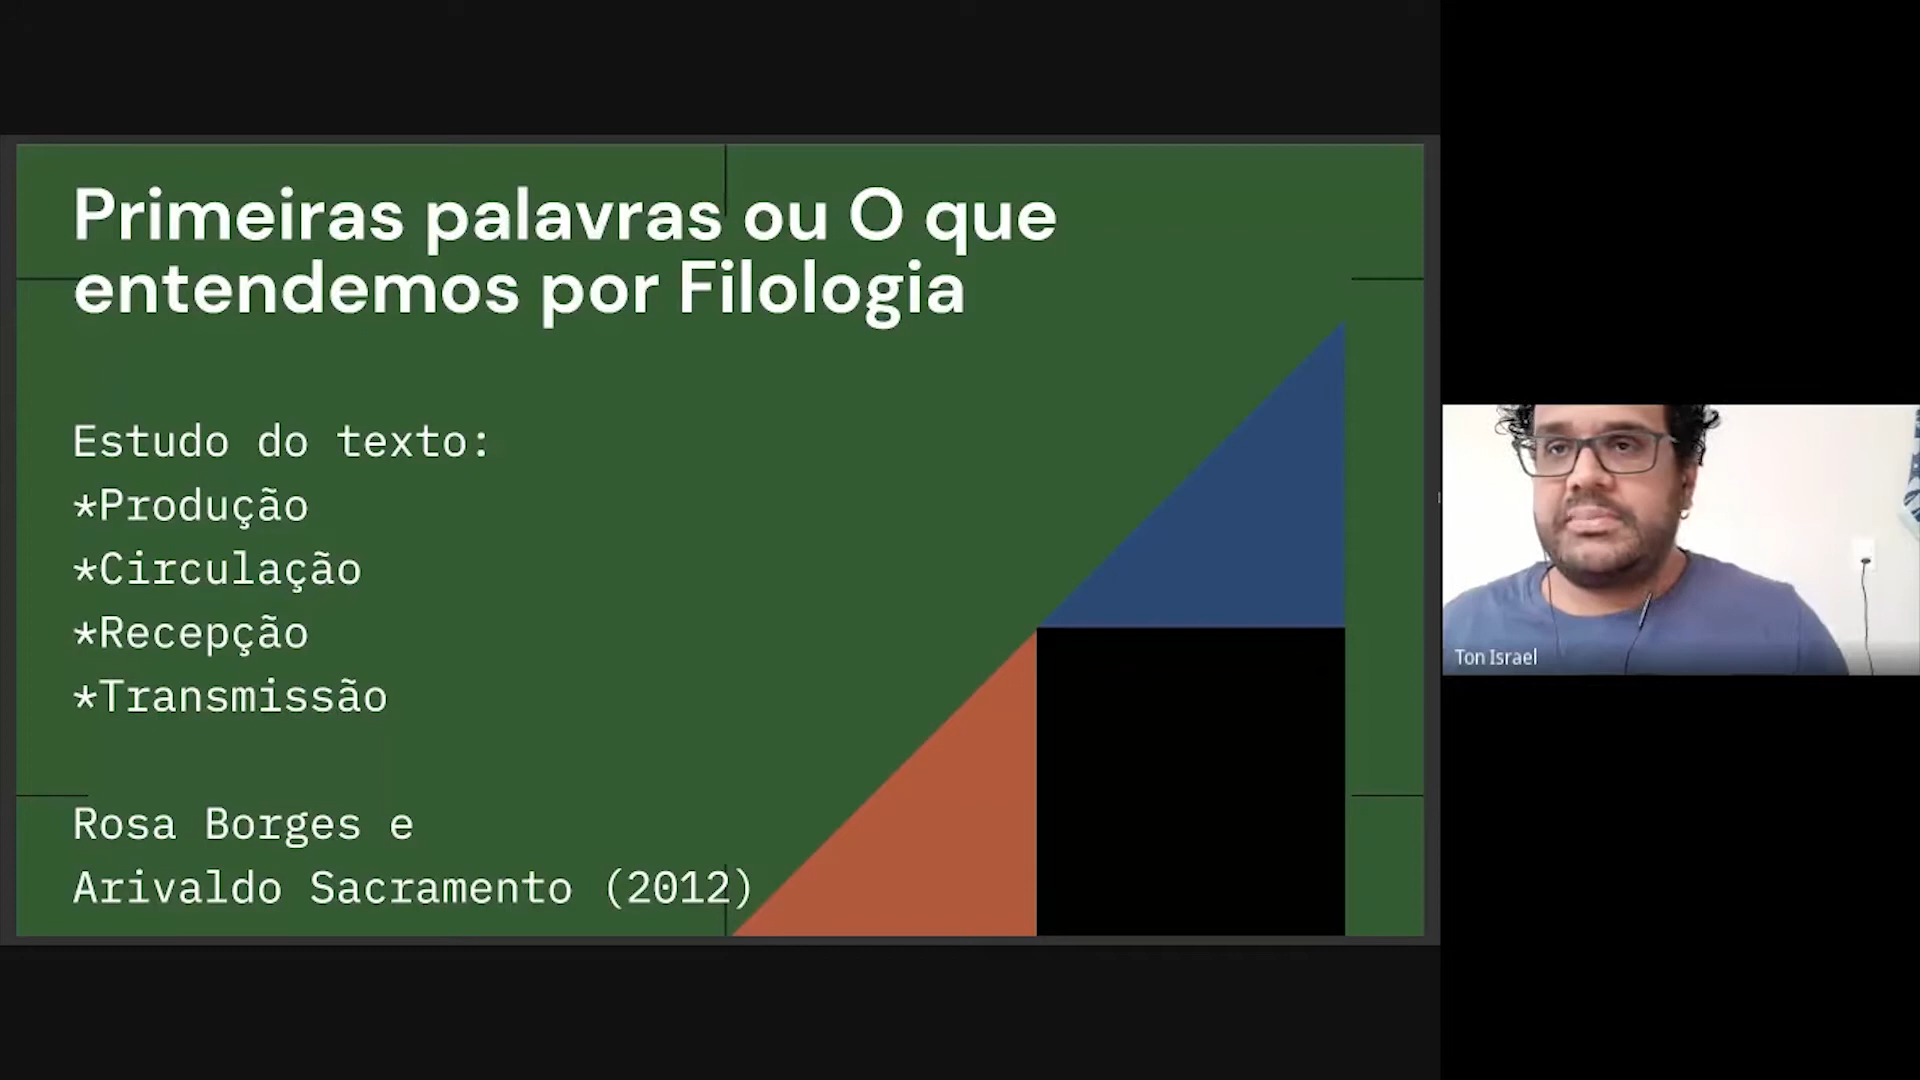 Primeiras palavras ou O que
entendemos por Filologia
Estudo do texto:
*Produção
*Circulação
*Recepção
*Transmissão
Rosa Borges e
Arivaldo Sacramento (2012)
Ton Israel